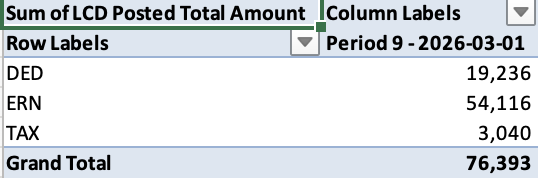 Sum of LCD Posted Total Amount Column Labels
Row Labels Period 9 - 2026-03-01
DED 19,236
ERN 54,116
TAX 3,040
Grand Total 76,393